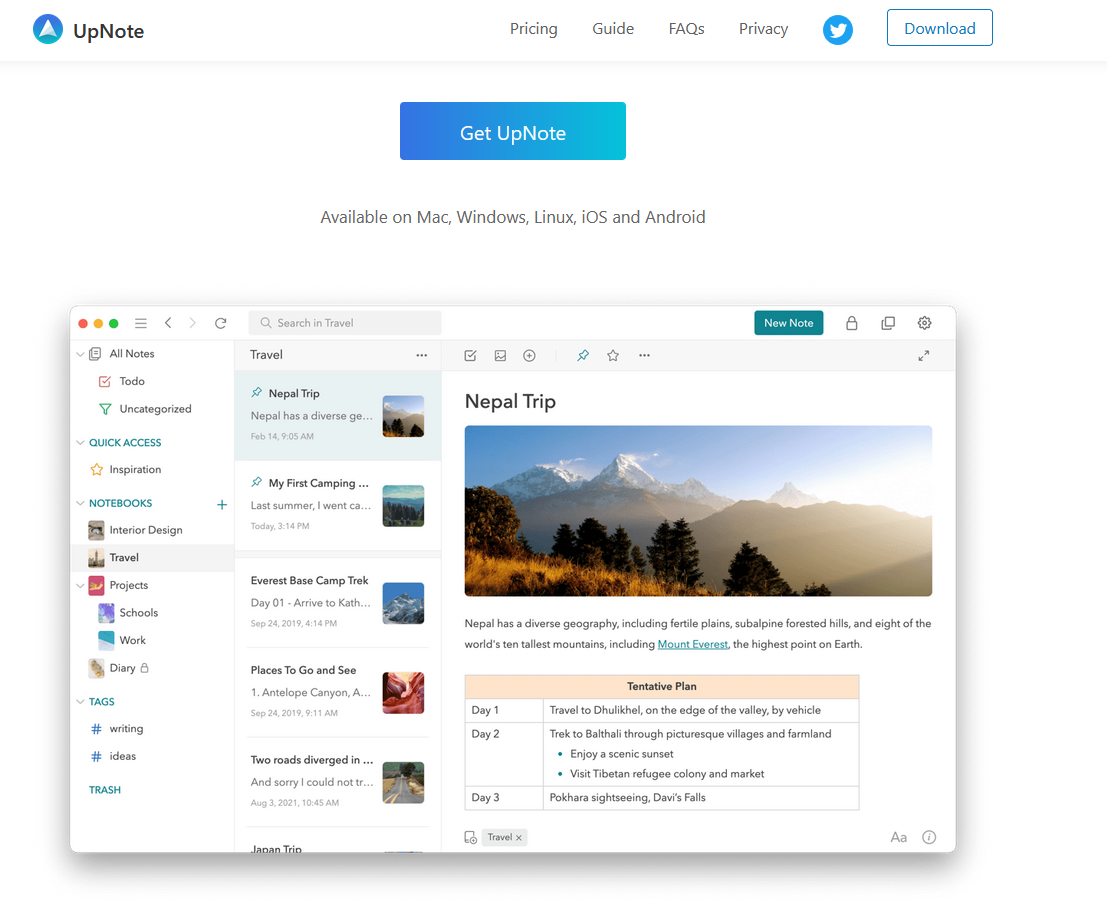 UpNote
Pricing
Guide
FAQs
Privacy
Download
Get UpNote
Available on Mac, Windows, Linux, iOS and Android
Search in Travel
New Note
All Notes
Todo
Uncategorized
QUICK ACCESS
Inspiration
NOTEBOOKS
Interior Design
Travel
Projects
Schools
Work
Diary
TAGS
# writing
# ideas
TRASH
Travel
Nepal Trip
Nepal has a diverse ge...
Feb 14, 9:05 AM
My First Camping ...
Last summer, I went ca...
Today, 3:14 PM
Everest Base Camp Trek
Day 01 - Arrive to Kath...
Sep 24, 2019, 4:14 PM
Places To Go and See
1. Antelope Canyon, A...
Sep 24, 2019, 9:11 AM
Two roads diverged in ...
And sorry I could not tr...
Aug 3, 2021, 10:45 AM
Japan Trip
Nepal Trip
Nepal has a diverse geography, including fertile plains, subalpine forested hills, and eight of the
world's ten tallest mountains, including Mount Everest, the highest point on Earth.
Tentative Plan
Day 1 Travel to Dhulikhel, on the edge of the valley, by vehicle
Day 2 Trek to Balthali through picturesque villages and farmland
• Enjoy a scenic sunset
• Visit Tibetan refugee colony and market
Day 3 Pokhara sightseeing, Davi's Falls
Travel ×
Aa